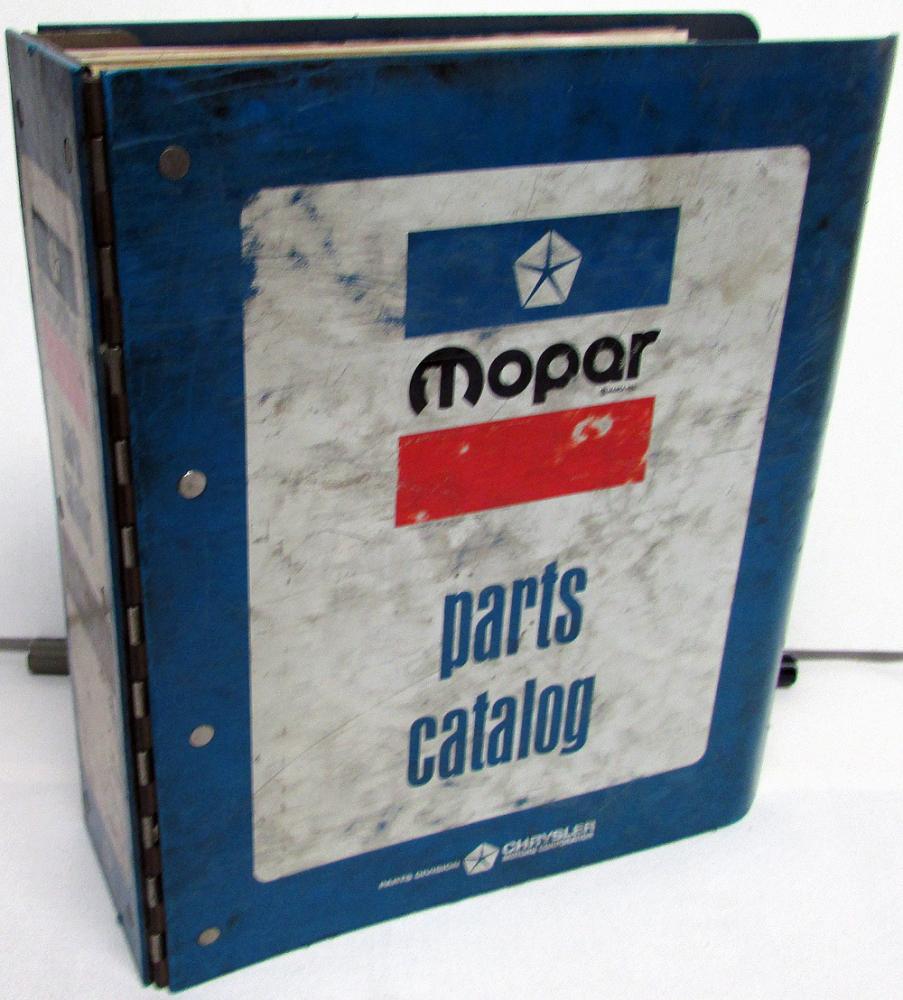 mopar
parts
catalog
PARTS DIVISION CHRYSLER
MOTORS CORPORATION